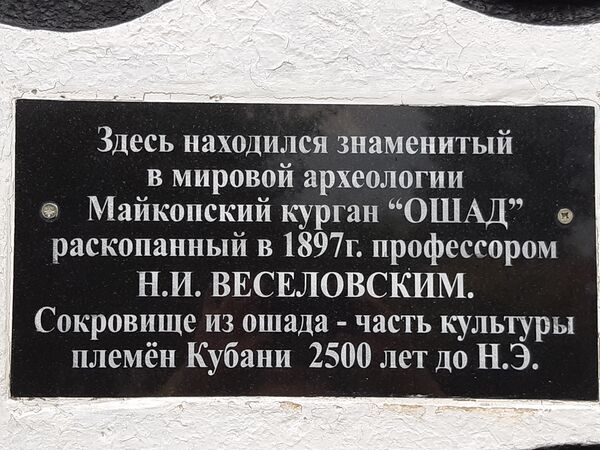 Здесь находился знаменитый
в мировой археологии
Майкопский курган “ОШАД”
раскопанный в 1897г. профессором
Н.И. ВЕСЕЛОВСКИМ.
Сокровище из ошада - часть культуры
племён Кубани 2500 лет до Н.Э.